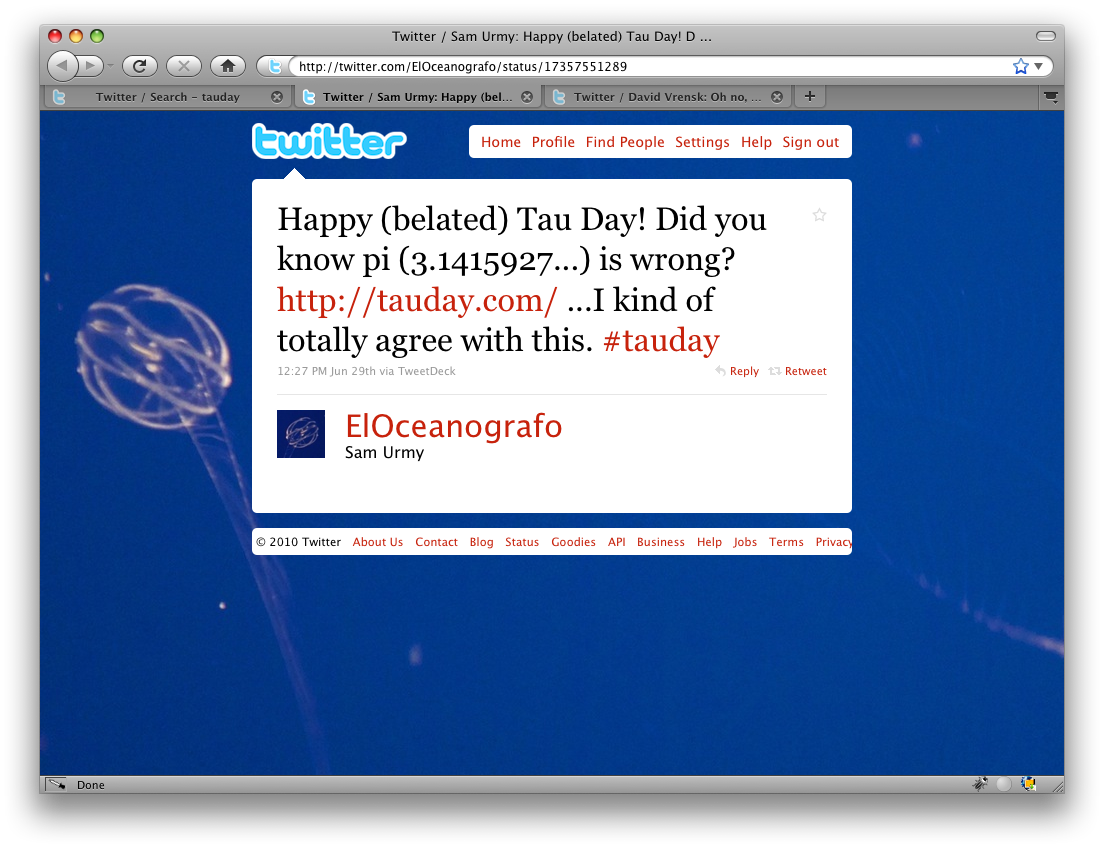 Twitter / Sam Urmy: Happy (belated) Tau Day! D ...
http://twitter.com/ElOceanografo/status/17357551289
Twitter / Search - tauday
Twitter / Sam Urmy: Happy (bel...
Twitter / David Vrensk: Oh no, ...
twitter
Home Profile Find People Settings Help Sign out
Happy (belated) Tau Day! Did you
know pi (3.1415927...) is wrong?
http://tauday.com/ ...I kind of
totally agree with this. #tauday
12:27 PM Jun 29th via TweetDeck
Reply Retweet
ElOceanografo
Sam Urmy
© 2010 Twitter About Us Contact Blog Status Goodies API Business Help Jobs Terms Privacy
Done